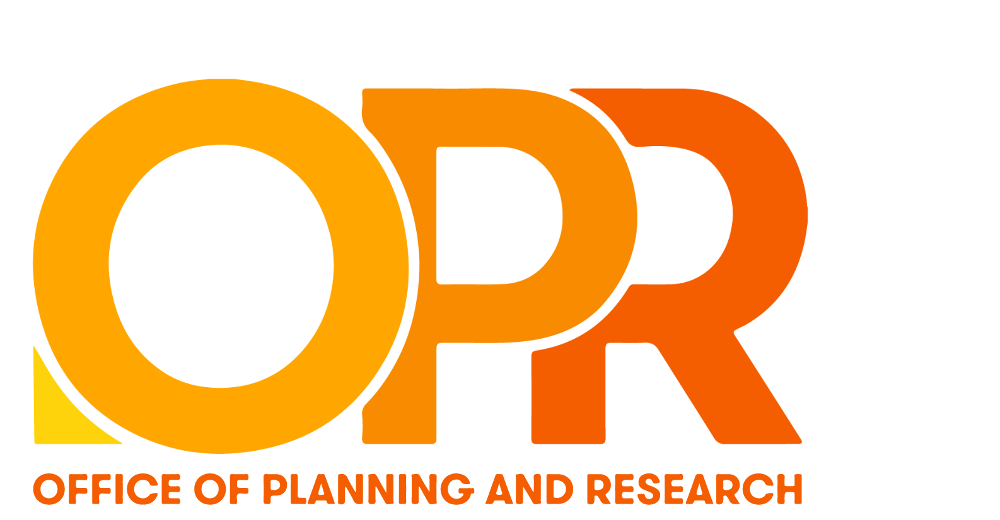 OPR
OFFICE OF PLANNING AND RESEARCH